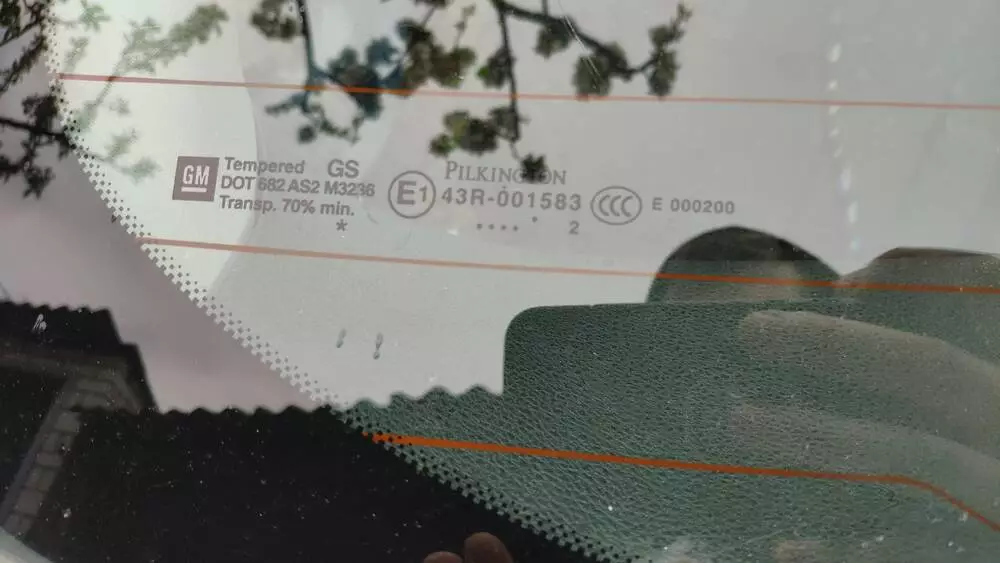 GM
Tempered GS
DOT 682 AS2 M3236
Transp. 70% min.
*
E1
PILKINGTON
43R-001583
.... 2
CCC
E 000200